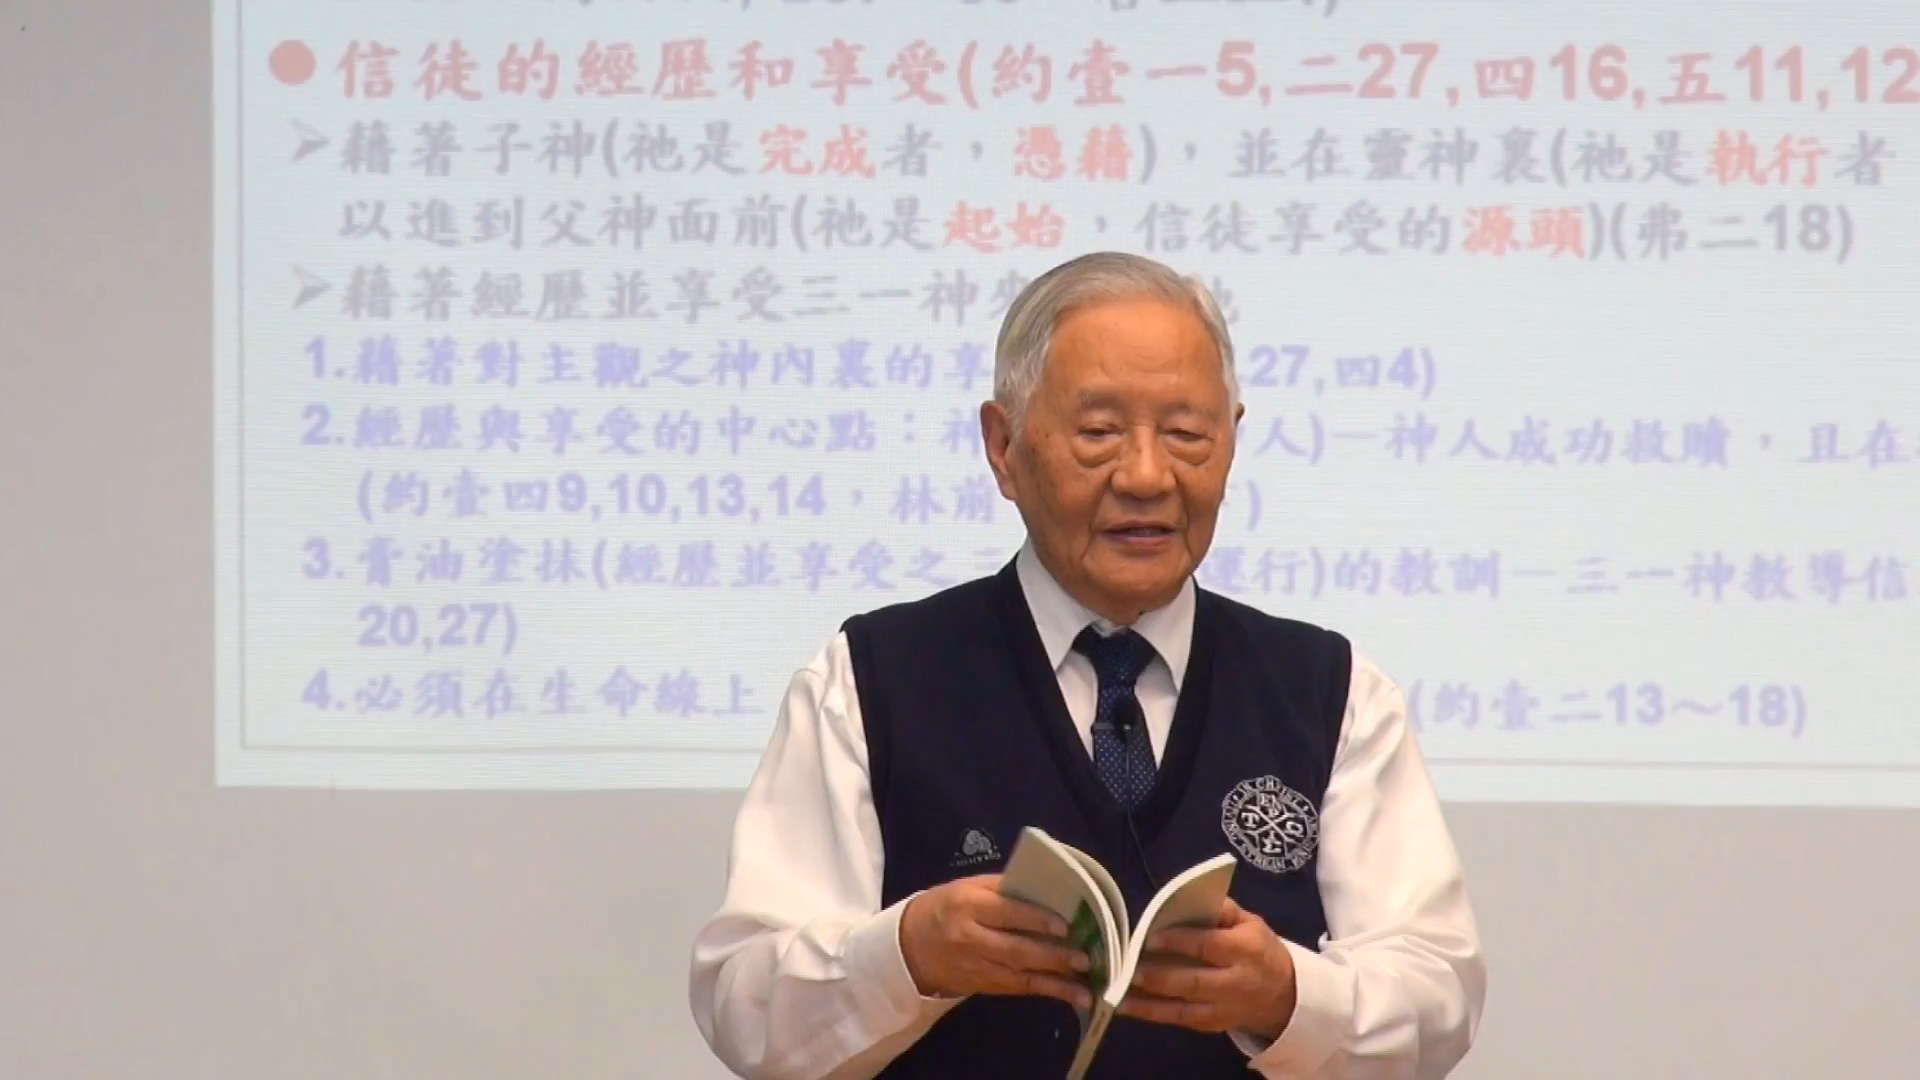 ●信徒的經歷和享受(約壹一5,二27,四16,五11,12
➢藉著子神(祂是完成者，憑藉)，並在靈神裏(祂是執行者
以進到父神面前(祂是起始，信徒享受的源頭)(弗二18)
➢藉著經歷並享受三一神
1.藉著對主觀之神內裏的享 27,四4)
2.經歷與享受的中心點：神 人)－神人成功救贖，且在
(約壹四9,10,13,14，林前 )
3.膏油塗抹(經歷並享受之三 運行)的教訓－三一神教導信
20,27)
4.必須在生命線上 (約壹二13～18)
IN CHRIST
T Q